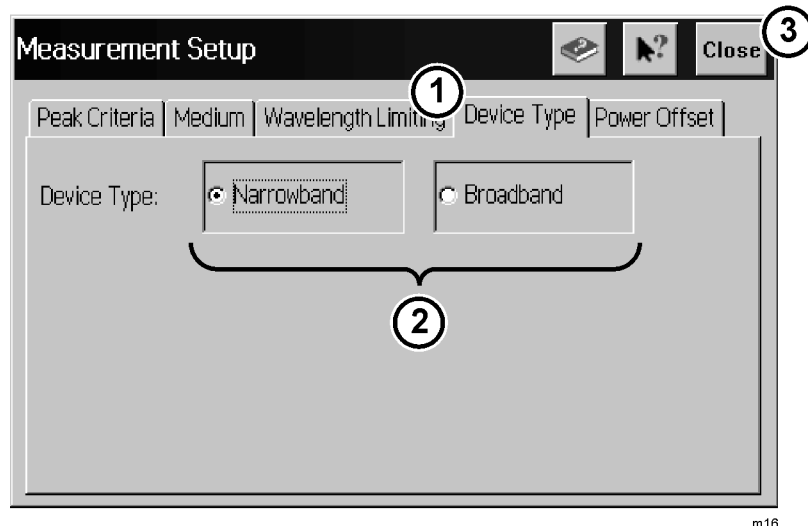 Measurement Setup ? Close 3
1
Peak Criteria Medium Wavelength Limiting Device Type Power Offset
Device Type: Narrowband Broadband
2
m16